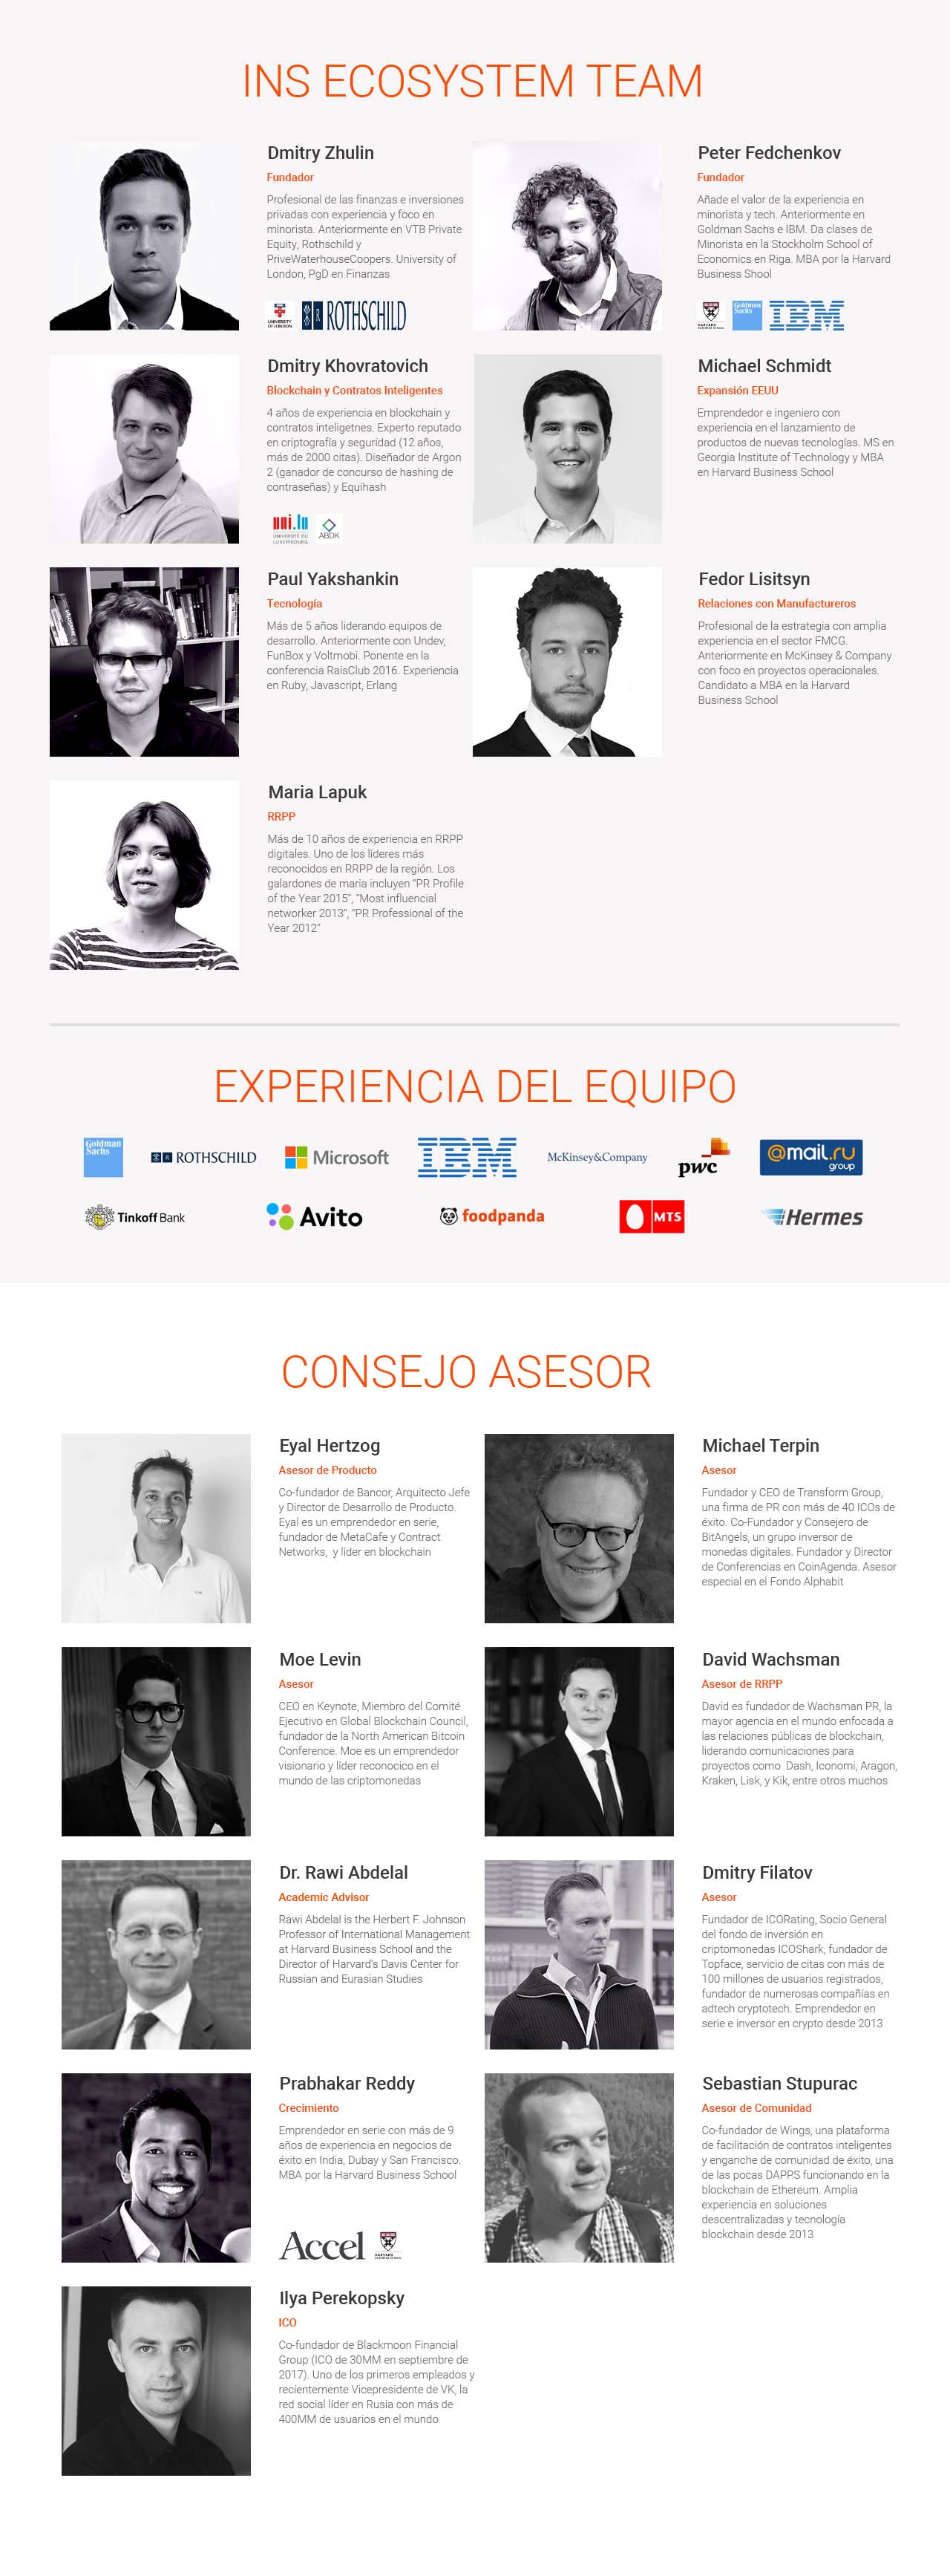 INS ECOSYSTEM TEAM
Dmitry Zhulin
Fundador
Profesional de las finanzas e inversiones
privadas con experiencia y foco en
minorista. Anteriormente en VTB Private
Equity, Rothschild y
PriveWaterhouseCoopers. University of
London, PgD en Finanzas
UNIVERSITY
OF LONDON
ROTHSCHILD
Peter Fedchenkov
Fundador
Añade el valor de la experiencia en
minorista y tech. Anteriormente en
Goldman Sachs e IBM. Da clases de
Minorista en la Stockholm School of
Economics en Riga. MBA por la Harvard
Business Shool
HARVARD
BUSINESS SCHOOL
Goldman
Sachs
IBM
Dmitry Khovratovich
Blockchain y Contratos Inteligentes
4 años de experiencia en blockchain y
contratos inteligetnes. Experto reputado
en criptografía y seguridad (12 años,
más de 2000 citas). Diseñador de Argon
2 (ganador de concurso de hashing de
contraseñas) y Equihash
uni.lu
UNIVERSITÉ DU
LUXEMBOURG
ABDK
Michael Schmidt
Expansión EEUU
Emprendedor e ingeniero con
experiencia en el lanzamiento de
productos de nuevas tecnologías. MS en
Georgia Institute of Technology y MBA
en Harvard Business School
Paul Yakshankin
Tecnología
Más de 5 años liderando equipos de
desarrollo. Anteriormente con Undev,
FunBox y Voltmobi. Ponente en la
conferencia RaisClub 2016. Experiencia
en Ruby, Javascript, Erlang
Fedor Lisitsyn
Relaciones con Manufactureros
Profesional de la estrategia con amplia
experiencia en el sector FMCG.
Anteriormente en McKinsey & Company
con foco en proyectos operacionales.
Candidato a MBA en la Harvard
Business School
Maria Lapuk
RRPP
Más de 10 años de experiencia en RRPP
digitales. Uno de los líderes más
reconocidos en RRPP de la región. Los
galardones de maria incluyen “PR Profile
of the Year 2015”, “Most influencial
networker 2013”, “PR Professional of the
Year 2012”
EXPERIENCIA DEL EQUIPO
Goldman
Sachs
ROTHSCHILD
Microsoft
IBM
McKinsey&Company
pwc
@mail.ru
group
Tinkoff Bank
Avito
foodpanda
MTS
Hermes
CONSEJO ASESOR
Eyal Hertzog
Asesor de Producto
Co-fundador de Bancor, Arquitecto Jefe
y Director de Desarrollo de Producto.
Eyal es un emprendedor en serie,
fundador de MetaCafe y Contract
Networks, y líder en blockchain
Michael Terpin
Asesor
Fundador y CEO de Transform Group,
una firma de PR con más de 40 ICOs de
éxito. Co-Fundador y Consejero de
BitAngels, un grupo inversor de
monedas digitales. Fundador y Director
de Conferencias en CoinAgenda. Asesor
especial en el Fondo Alphabit
Moe Levin
Asesor
CEO en Keynote, Miembro del Comité
Ejecutivo en Global Blockchain Council,
fundador de la North American Bitcoin
Conference. Moe es un emprendedor
visionario y líder reconocico en el
mundo de las criptomonedas
David Wachsman
Asesor de RRPP
David es fundador de Wachsman PR, la
mayor agencia en el mundo enfocada a
las relaciones públicas de blockchain,
liderando comunicaciones para
proyectos como Dash, Iconomi, Aragon,
Kraken, Lisk, y Kik, entre otros muchos
Dr. Rawi Abdelal
Academic Advisor
Rawi Abdelal is the Herbert F. Johnson
Professor of International Management
at Harvard Business School and the
Director of Harvard's Davis Center for
Russian and Eurasian Studies
Dmitry Filatov
Asesor
Fundador de ICORating, Socio General
del fondo de inversión en
criptomonedas ICOShark, fundador de
Topface, servicio de citas con más de
100 millones de usuarios registrados,
fundador de numerosas compañías en
adtech cryptotech. Emprendedor en
serie e inversor en crypto desde 2013
Prabhakar Reddy
Crecimiento
Emprendedor en serie con más de 9
años de experiencia en negocios de
éxito en India, Dubay y San Francisco.
MBA por la Harvard Business School
Accel
HARVARD
BUSINESS SCHOOL
Sebastian Stupurac
Asesor de Comunidad
Co-fundador de Wings, una plataforma
de facilitación de contratos inteligentes
y enganche de comunidad de éxito, una
de las pocas DAPPS funcionando en la
blockchain de Ethereum. Amplia
experiencia en soluciones
descentralizadas y tecnología
blockchain desde 2013
Ilya Perekopsky
ICO
Co-fundador de Blackmoon Financial
Group (ICO de 30MM en septiembre de
2017). Uno de los primeros empleados y
recientemente Vicepresidente de VK, la
red social líder en Rusia con más de
400MM de usuarios en el mundo